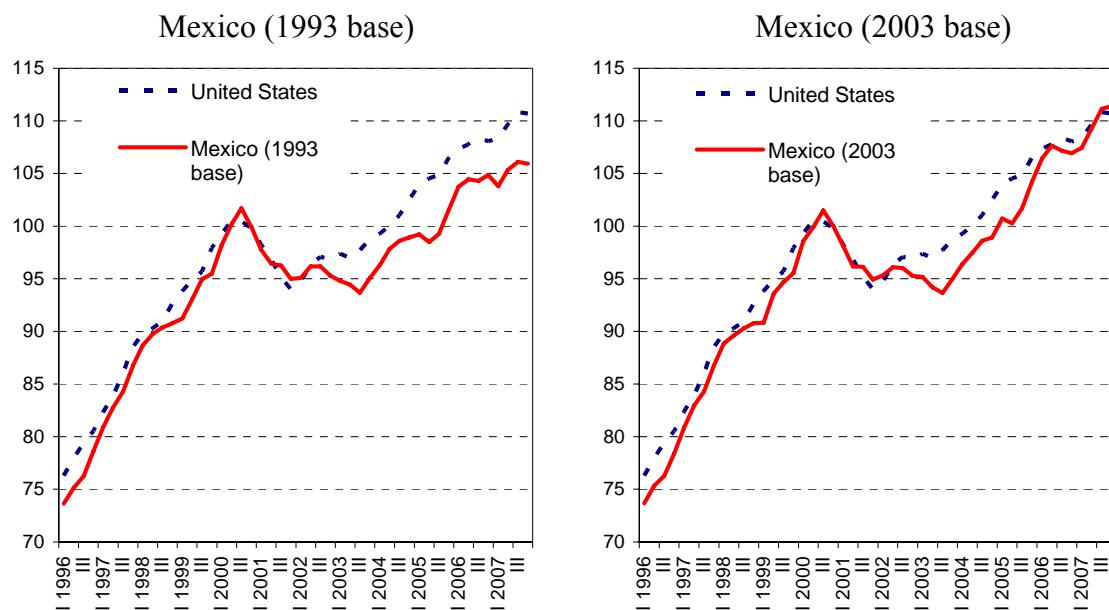 Mexico (1993 base)
115
110
105
100
95
90
85
80
75
70
United States
Mexico (1993
base)
I 1996
III
I 1997
III
I 1998
III
I 1999
III
I 2000
III
I 2001
III
I 2002
III
I 2003
III
I 2004
III
I 2005
III
I 2006
III
I 2007
III
Mexico (2003 base)
115
110
105
100
95
90
85
80
75
70
United States
Mexico (2003
base)
I 1996
III
I 1997
III
I 1998
III
I 1999
III
I 2000
III
I 2001
III
I 2002
III
I 2003
III
I 2004
III
I 2005
III
I 2006
III
I 2007
III